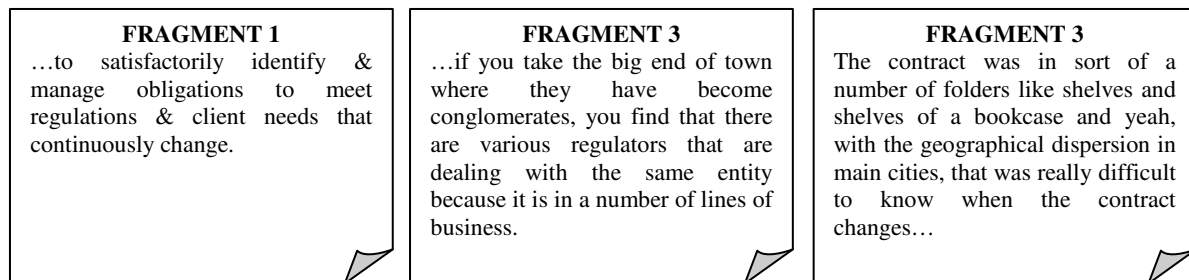 FRAGMENT 1
…to satisfactorily identify &
manage obligations to meet
regulations & client needs that
continuously change.
FRAGMENT 3
…if you take the big end of town
where they have become
conglomerates, you find that there
are various regulators that are
dealing with the same entity
because it is in a number of lines of
business.
FRAGMENT 3
The contract was in sort of a
number of folders like shelves and
shelves of a bookcase and yeah,
with the geographical dispersion in
main cities, that was really difficult
to know when the contract
changes…